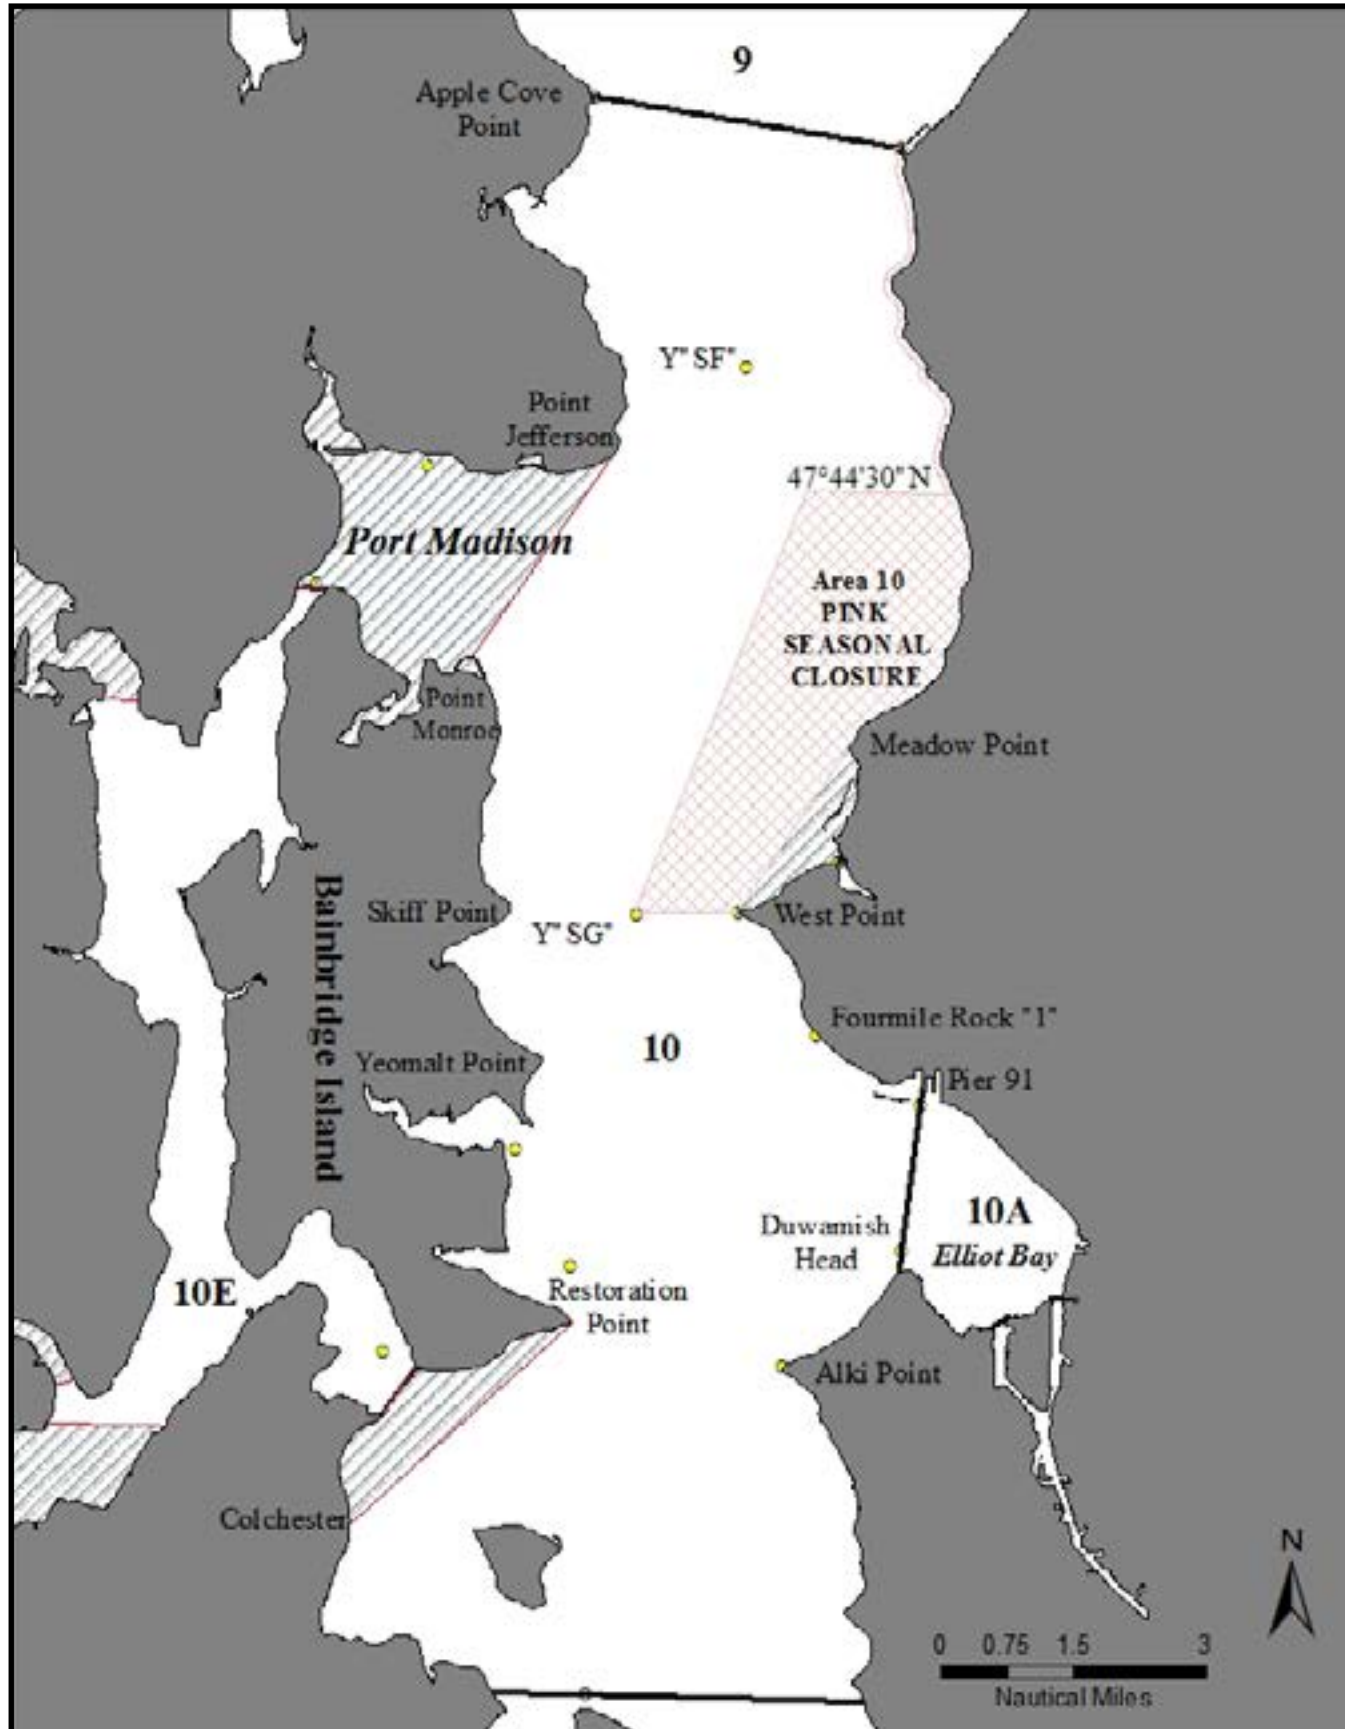 9
Apple Cove
Point
Y"SF"
Point
Jefferson
47°44'30"N
Port Madison
Area 10
PINK
SEASONAL
CLOSURE
Point
Monroe
Meadow Point
Bainbridge Island
Skiff Point
West Point
Y"SG"
Fourmile Rock "1"
10
Yeomalt Point
Pier 91
10A
Elliot Bay
Duwamish
Head
10E
Restoration
Point
Alki Point
Colchester
N
0 0.75 1.5 3
Nautical Miles